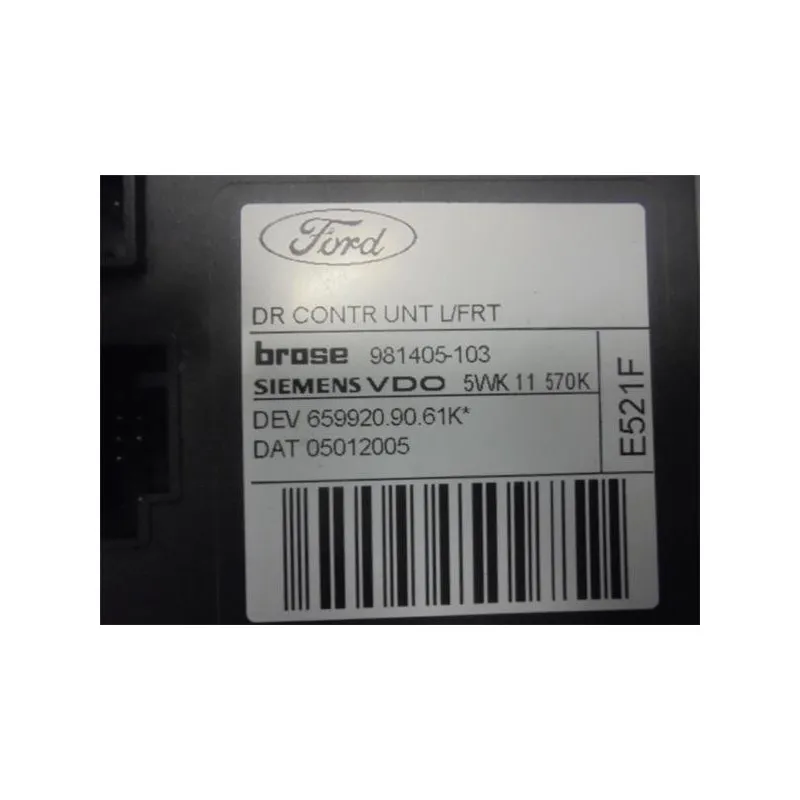 Ford
DR CONTR UNT L/FRT
brose 981405-103
SIEMENS VDO 5WK 11 570K
DEV 659920.90.61K*
DAT 05012005
E521F